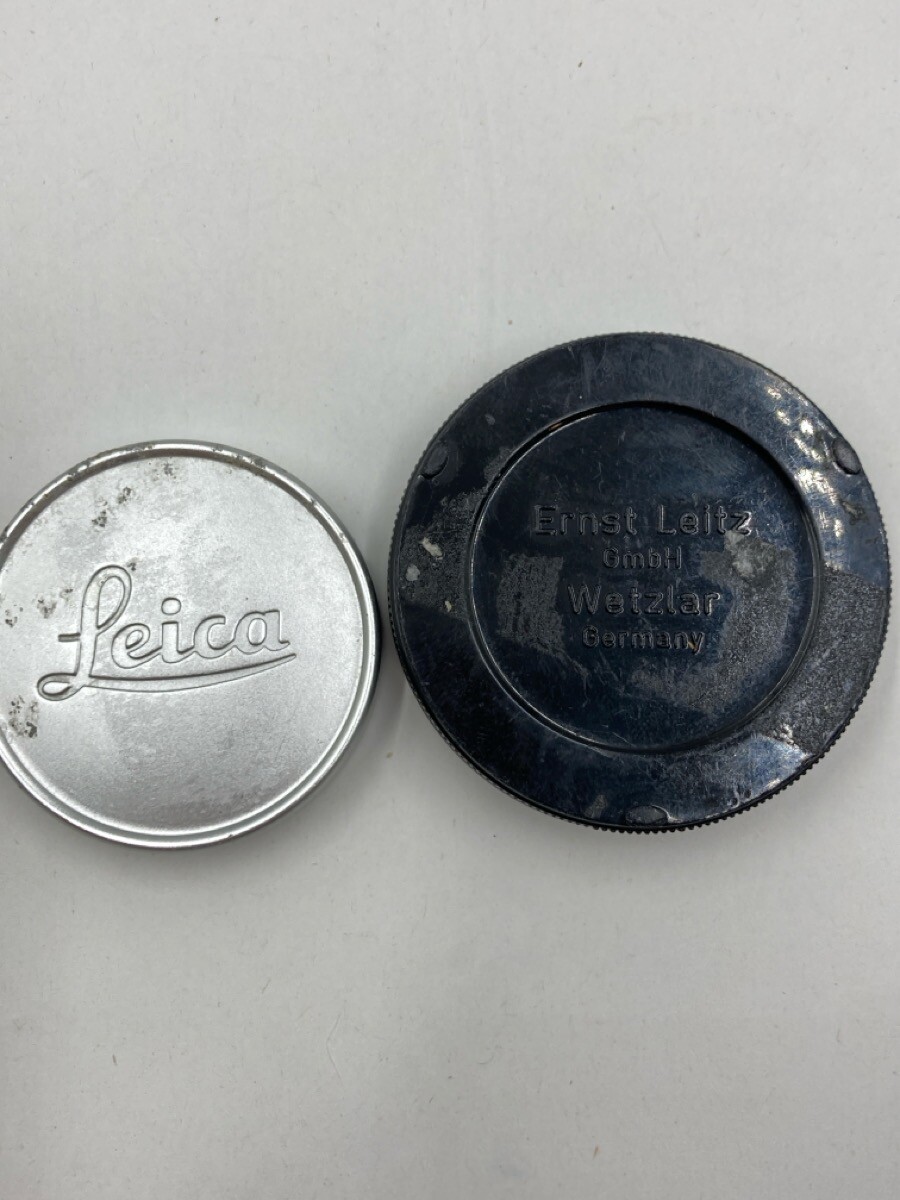 Leica
Ernst Leitz
GmbH
Wetzlar
Germany